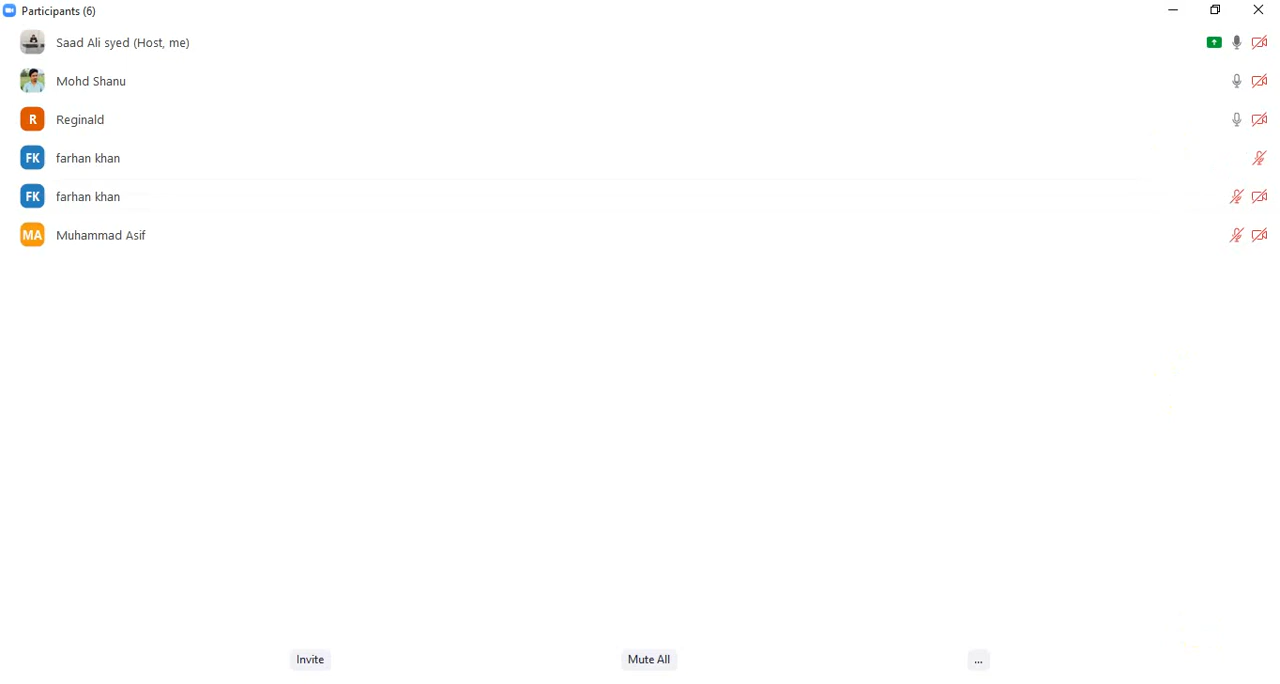 Participants (6)
Saad Ali syed (Host, me)
Mohd Shanu
R Reginald
FK farhan khan
FK farhan khan
MA Muhammad Asif
Invite Mute All ...